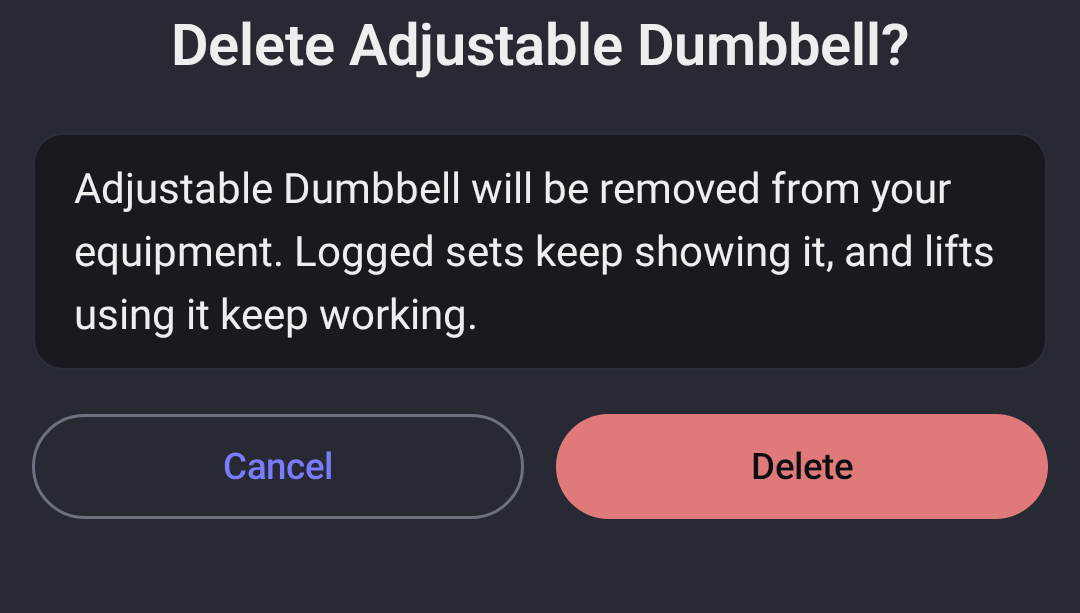 Delete Adjustable Dumbbell?
Adjustable Dumbbell will be removed from your
equipment. Logged sets keep showing it, and lifts
using it keep working.
Cancel
Delete